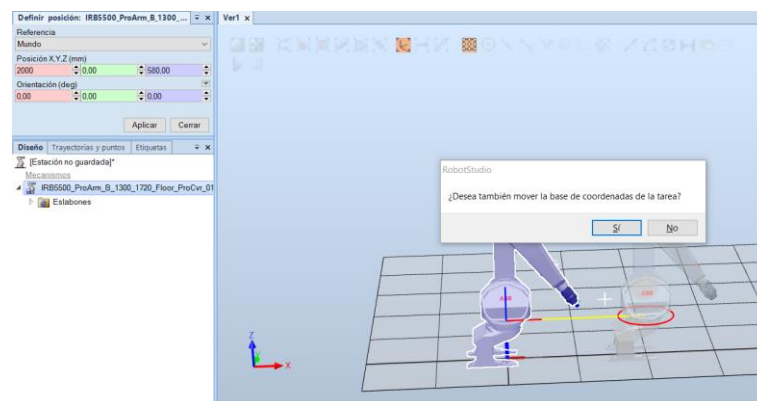 Definir posición: IRB5500_ProArm_B_1300_...
Referencia
Mundo
Posición X,Y,Z (mm)
2000 0,00 580,00
Orientación (deg)
0,00 0,00 0,00
Aplicar Cerrar
Diseño Trayectorias y puntos Etiquetas
[Estación no guardada]*
Mecanismos
IRB5500_ProArm_B_1300_1720_Floor_ProCvr_01
Eslabones
Ver1 x
RobotStudio
¿Desea también mover la base de coordenadas de la tarea?
Sí No
ABB
ABB
Z
Y
X